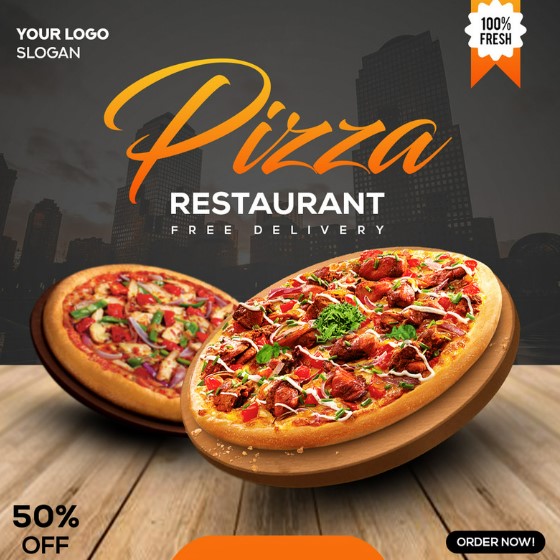 YOUR LOGO
SLOGAN
100%
FRESH
Pizza
RESTAURANT
FREE DELIVERY
50%
OFF
ORDER NOW!